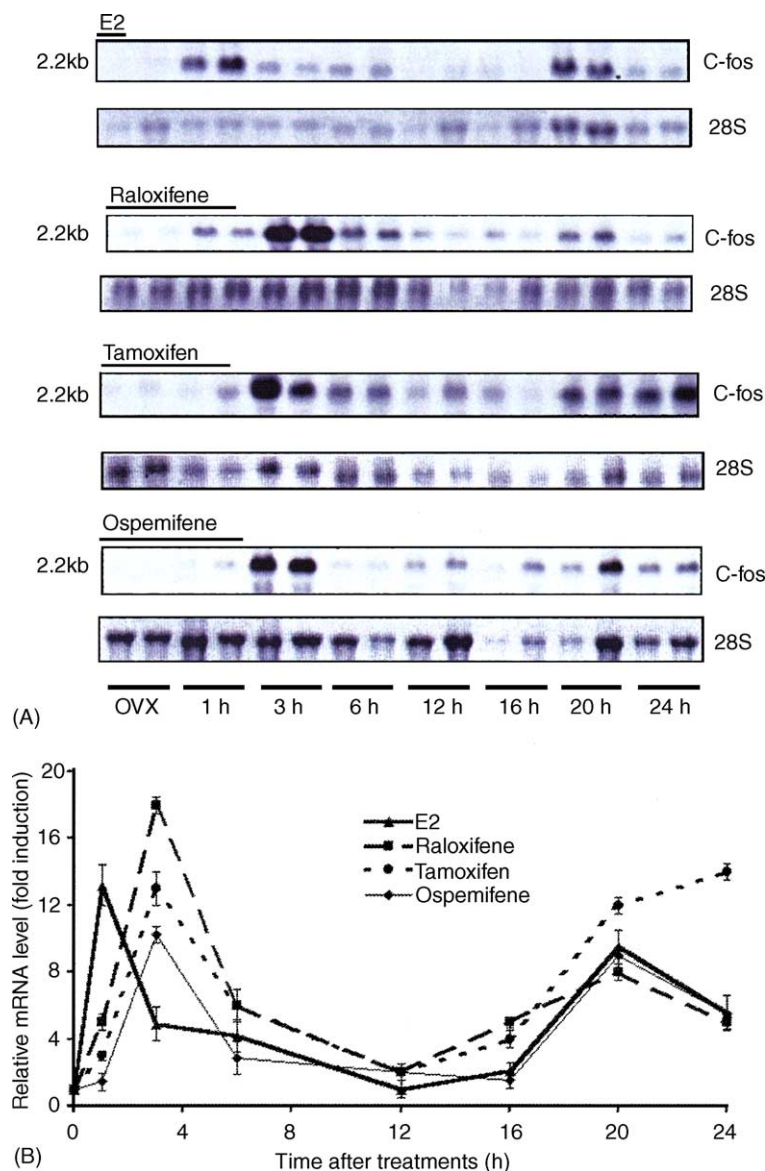 E2
2.2kb C-fos
28S
Raloxifene
2.2kb C-fos
28S
Tamoxifen
2.2kb C-fos
28S
Ospemifene
2.2kb C-fos
28S
(A) OVX 1 h 3 h 6 h 12 h 16 h 20 h 24 h
Relative mRNA level (fold induction)
20
16
12
8
4
0
E2
Raloxifene
Tamoxifen
Ospemifene
0 4 8 12 16 20 24
(B) Time after treatments (h)